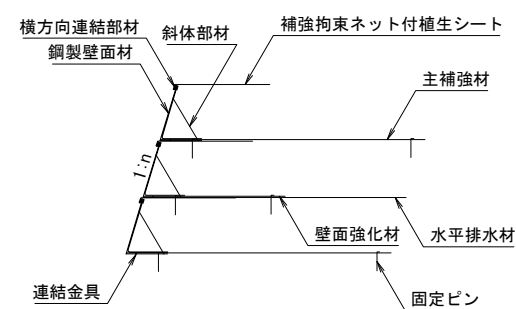 横方向連結部材
斜体部材
補強拘束ネット付植生シート
鋼製壁面材
主補強材
1:n
壁面強化材
水平排水材
連結金具
固定ピン